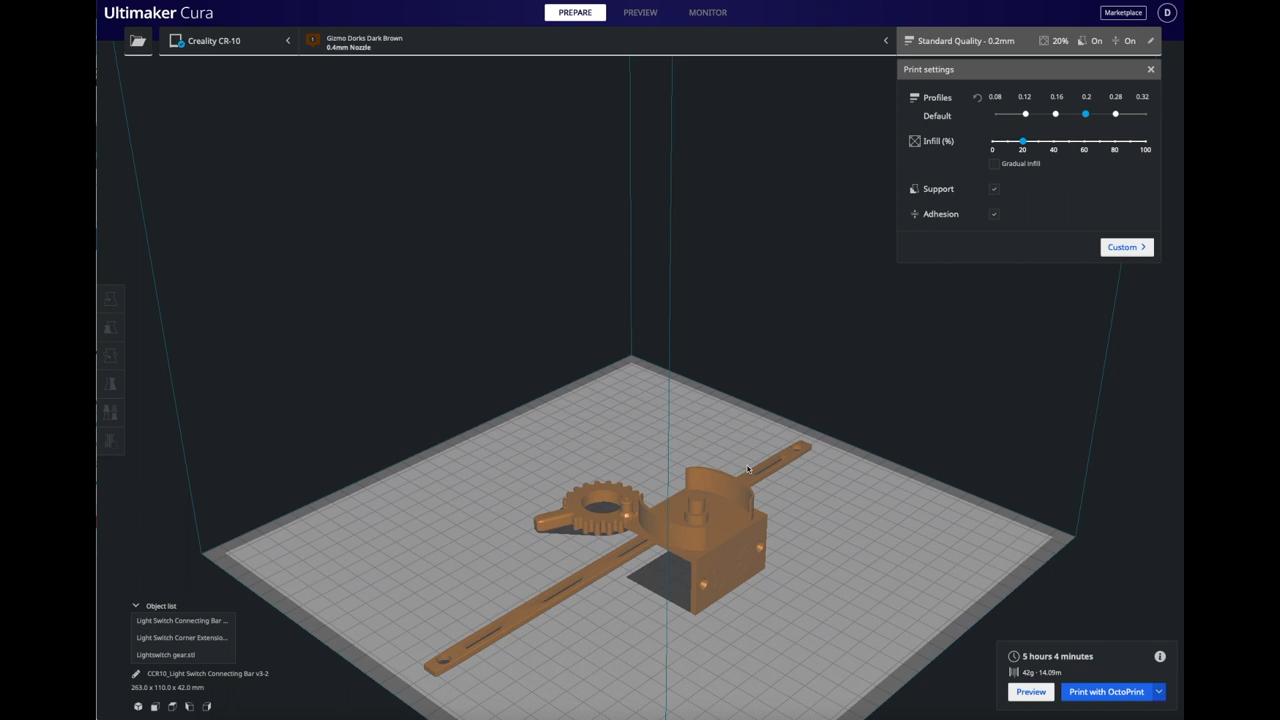 Ultimaker Cura
PREPARE
PREVIEW
MONITOR
Marketplace
D
Creality CR-10
1
Gizmo Dorks Dark Brown
0.4mm Nozzle
Standard Quality - 0.2mm
20%
On
On
Print settings
Profiles
0.08 0.12 0.16 0.2 0.28 0.32
Default
Infill (%)
0 20 40 60 80 100
Gradual infill
Support
Adhesion
Custom
Object list
Light Switch Connecting Bar ...
Light Switch Corner Extensio...
Lightswitch gear.stl
CCR10_Light Switch Connecting Bar v3-2
263.0 x 110.0 x 42.0 mm
5 hours 4 minutes
42g · 14.09m
Preview
Print with OctoPrint